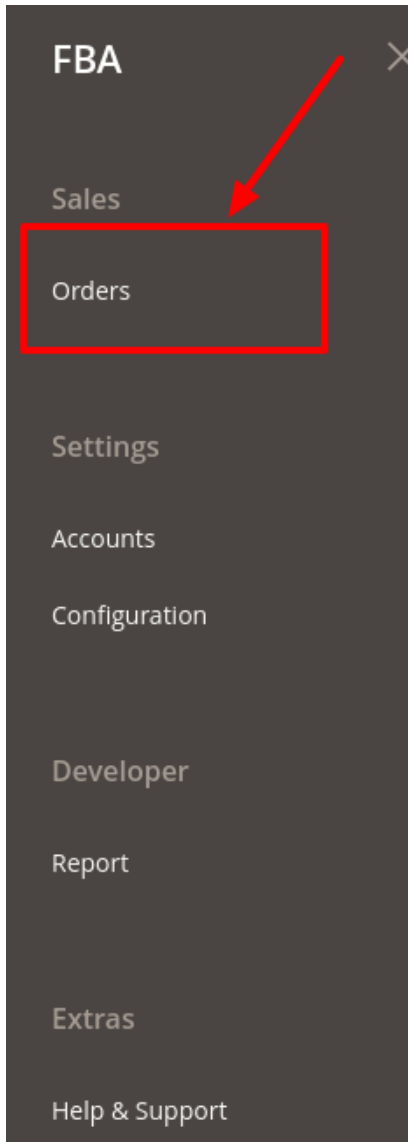 FBA
Sales
Orders
Settings
Accounts
Configuration
Developer
Report
Extras
Help & Support